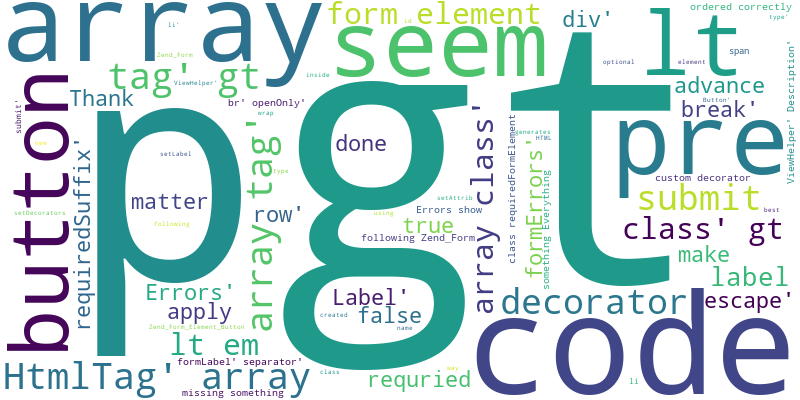 array
li'
Zend_Form
form element
id
ordered correctly
type'
seem
div'
lt
span
tag' gt
ViewHelper'
inside
optional
element
advance
button
Thank
br' openOnly'
wrap
p
gt
Button'
break'
pre
submit'
name
setLabel
done
generates
HTML
requiredSuffix'
array tag'
type
array class'
class requiredFormElement
formErrors'
something Everything
ViewHelper' Description'
custom decorator
matter
setAttrib
submit
setDecorators
row'
Errors show
following
using
true
class' gt
following Zend_Form
make
label
Errors'
Label'
decorator
escape'
apply
created
false
code
Zend_Form_Element_Button
name
lt em
formLabel' separator'
may
best
HtmlTag' array
class
requried
li
missing something